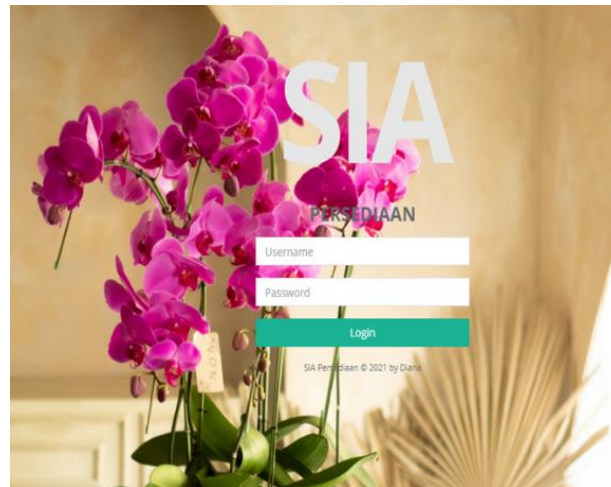 SIA
PERSEDIAAN
Username
Password
Login
SIA Persediaan © 2021 by Diana